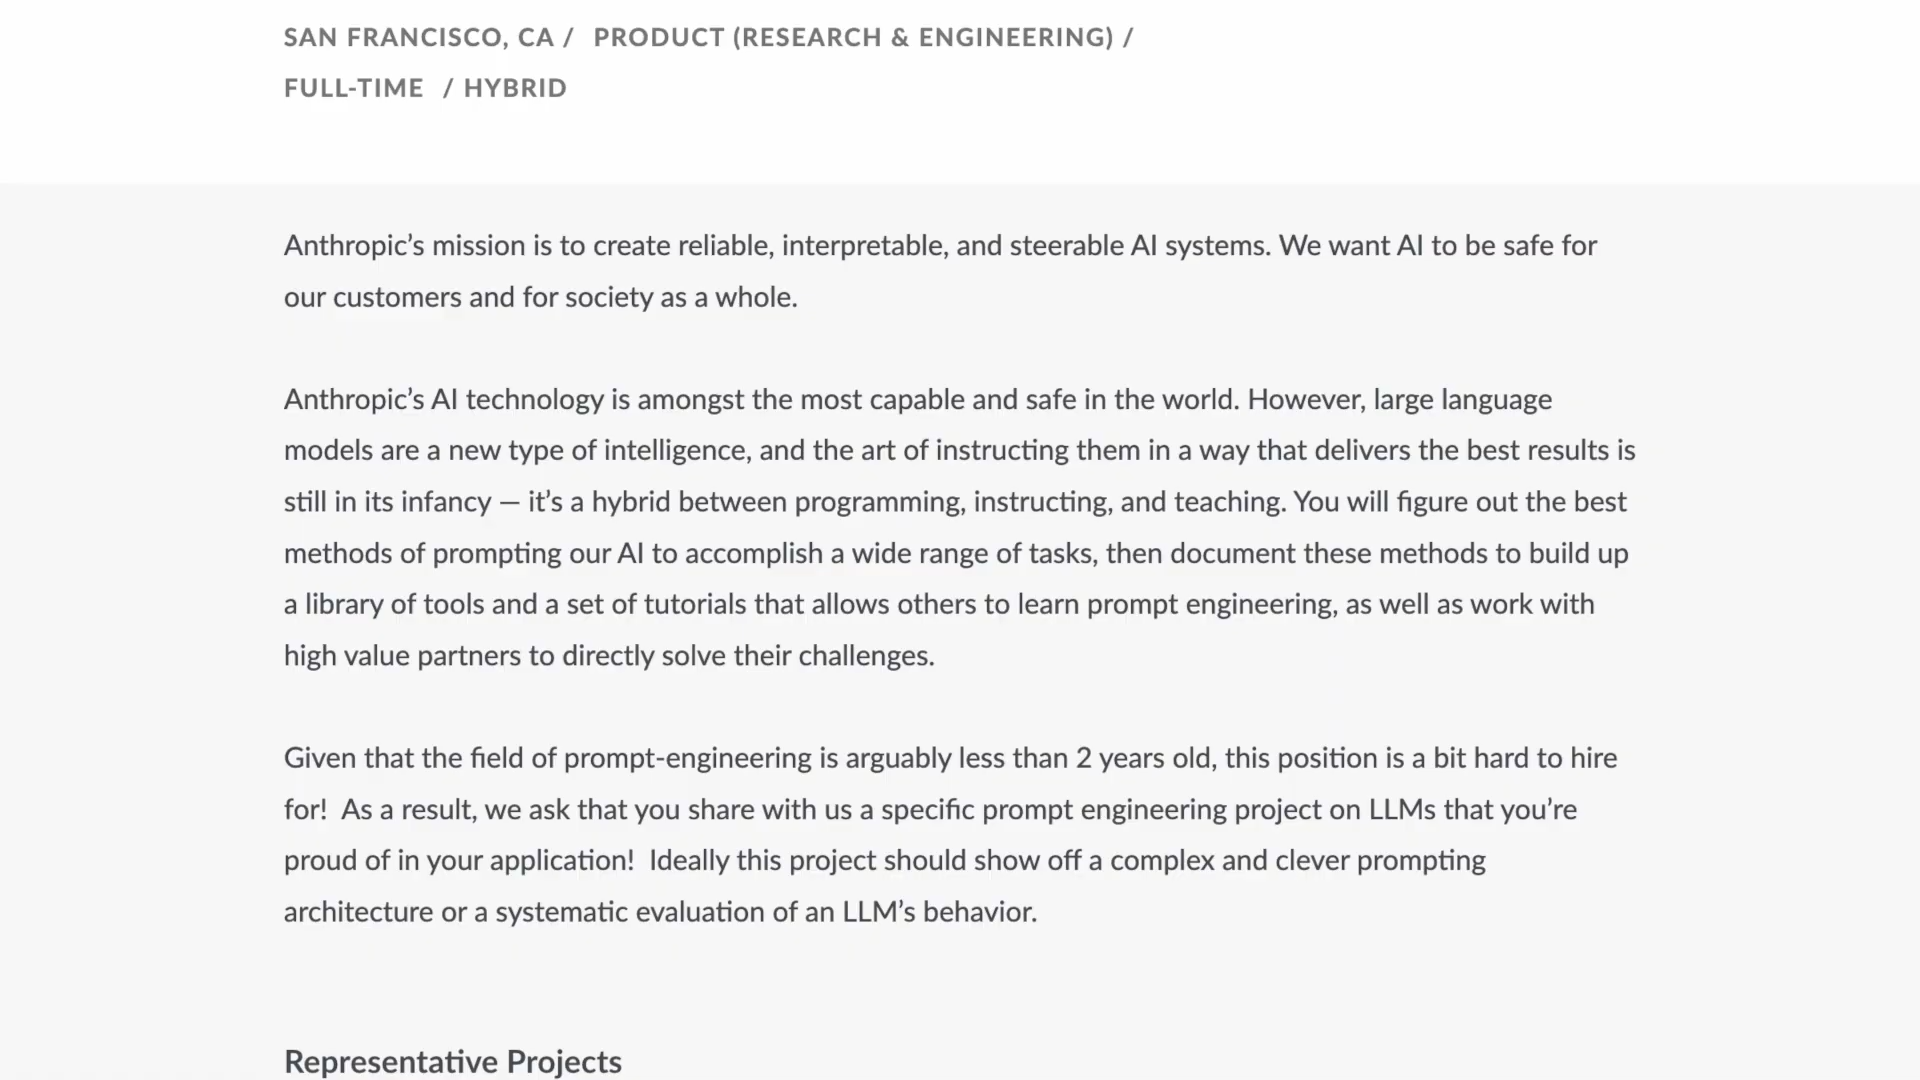 SAN FRANCISCO, CA / PRODUCT (RESEARCH & ENGINEERING) /
FULL-TIME / HYBRID
Anthropic’s mission is to create reliable, interpretable, and steerable AI systems. We want AI to be safe for
our customers and for society as a whole.
Anthropic’s AI technology is amongst the most capable and safe in the world. However, large language
models are a new type of intelligence, and the art of instructing them in a way that delivers the best results is
still in its infancy — it’s a hybrid between programming, instructing, and teaching. You will figure out the best
methods of prompting our AI to accomplish a wide range of tasks, then document these methods to build up
a library of tools and a set of tutorials that allows others to learn prompt engineering, as well as work with
high value partners to directly solve their challenges.
Given that the field of prompt-engineering is arguably less than 2 years old, this position is a bit hard to hire
for!  As a result, we ask that you share with us a specific prompt engineering project on LLMs that you’re
proud of in your application!  Ideally this project should show off a complex and clever prompting
architecture or a systematic evaluation of an LLM’s behavior.
Representative Projects